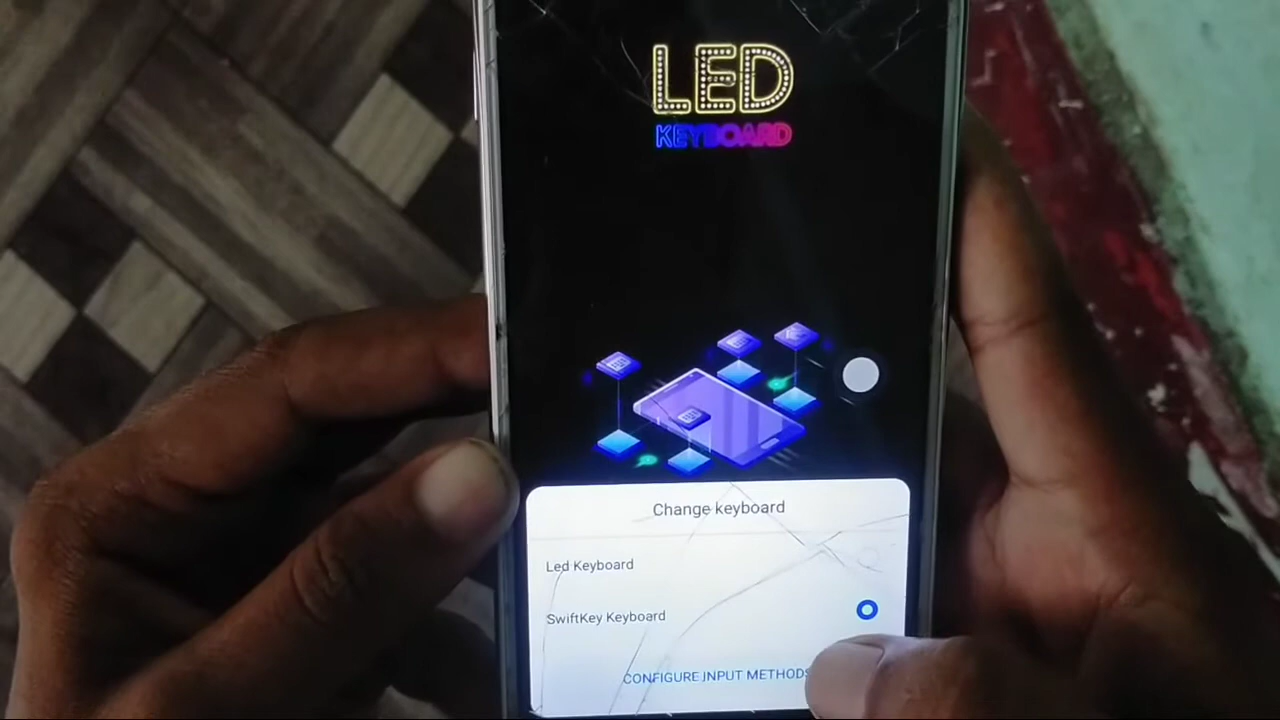 LED
KEYBOARD
Change keyboard
Led Keyboard
SwiftKey Keyboard
CONFIGURE INPUT METHODS